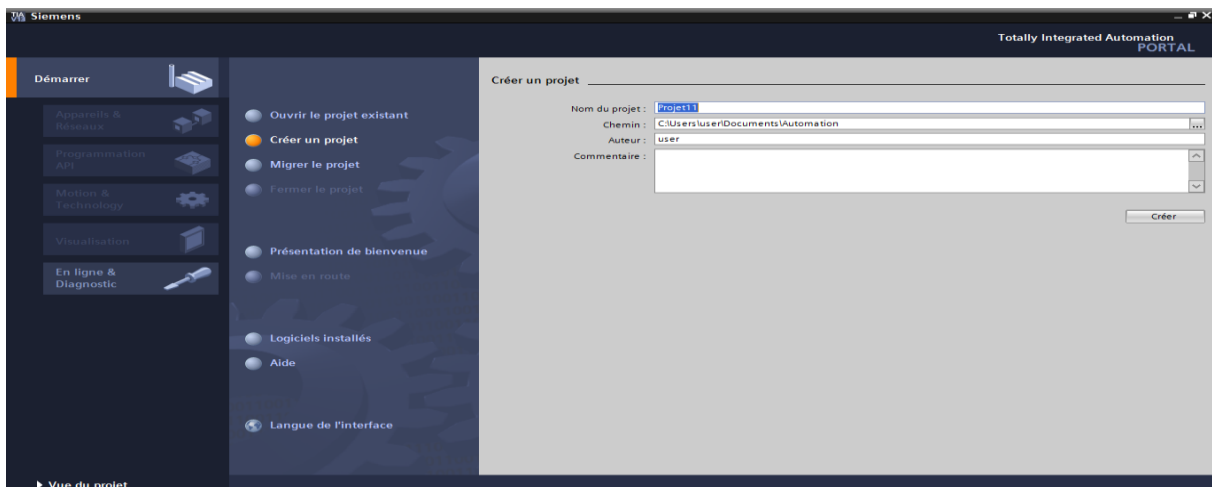 TIA Siemens
Totally Integrated Automation
PORTAL
Démarrer
Appareils &
Réseaux
Programmation
API
Motion &
Technology
Visualisation
En ligne &
Diagnostic
Vue du projet
Ouvrir le projet existant
Créer un projet
Migrer le projet
Fermer le projet
Présentation de bienvenue
Mise en route
Logiciels installés
Aide
Langue de l'interface
Créer un projet
Nom du projet : Projet11
Chemin : C:\Users\user\Documents\Automation
...
Auteur : user
Commentaire :
Créer